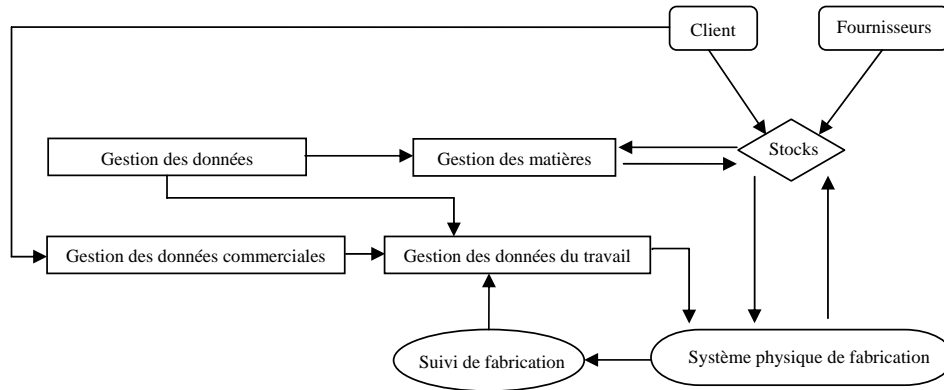 Client
Fournisseurs
Gestion des données
Gestion des matières
Stocks
Gestion des données commerciales
Gestion des données du travail
Suivi de fabrication
Système physique de fabrication